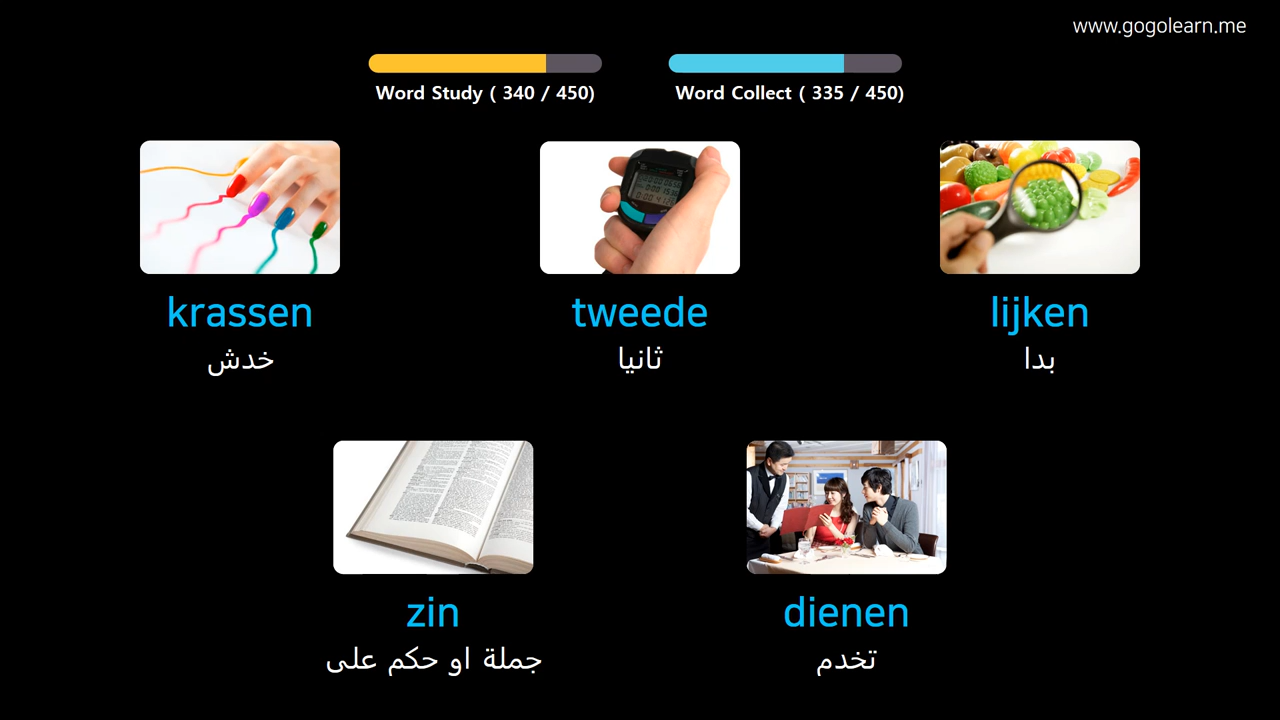 www.gogolearn.me
Word Study ( 340 / 450)
Word Collect ( 335 / 450)
krassen
خدش
tweede
ثانيا
lijken
بدا
zin
جملة او حكم على
dienen
تخدم